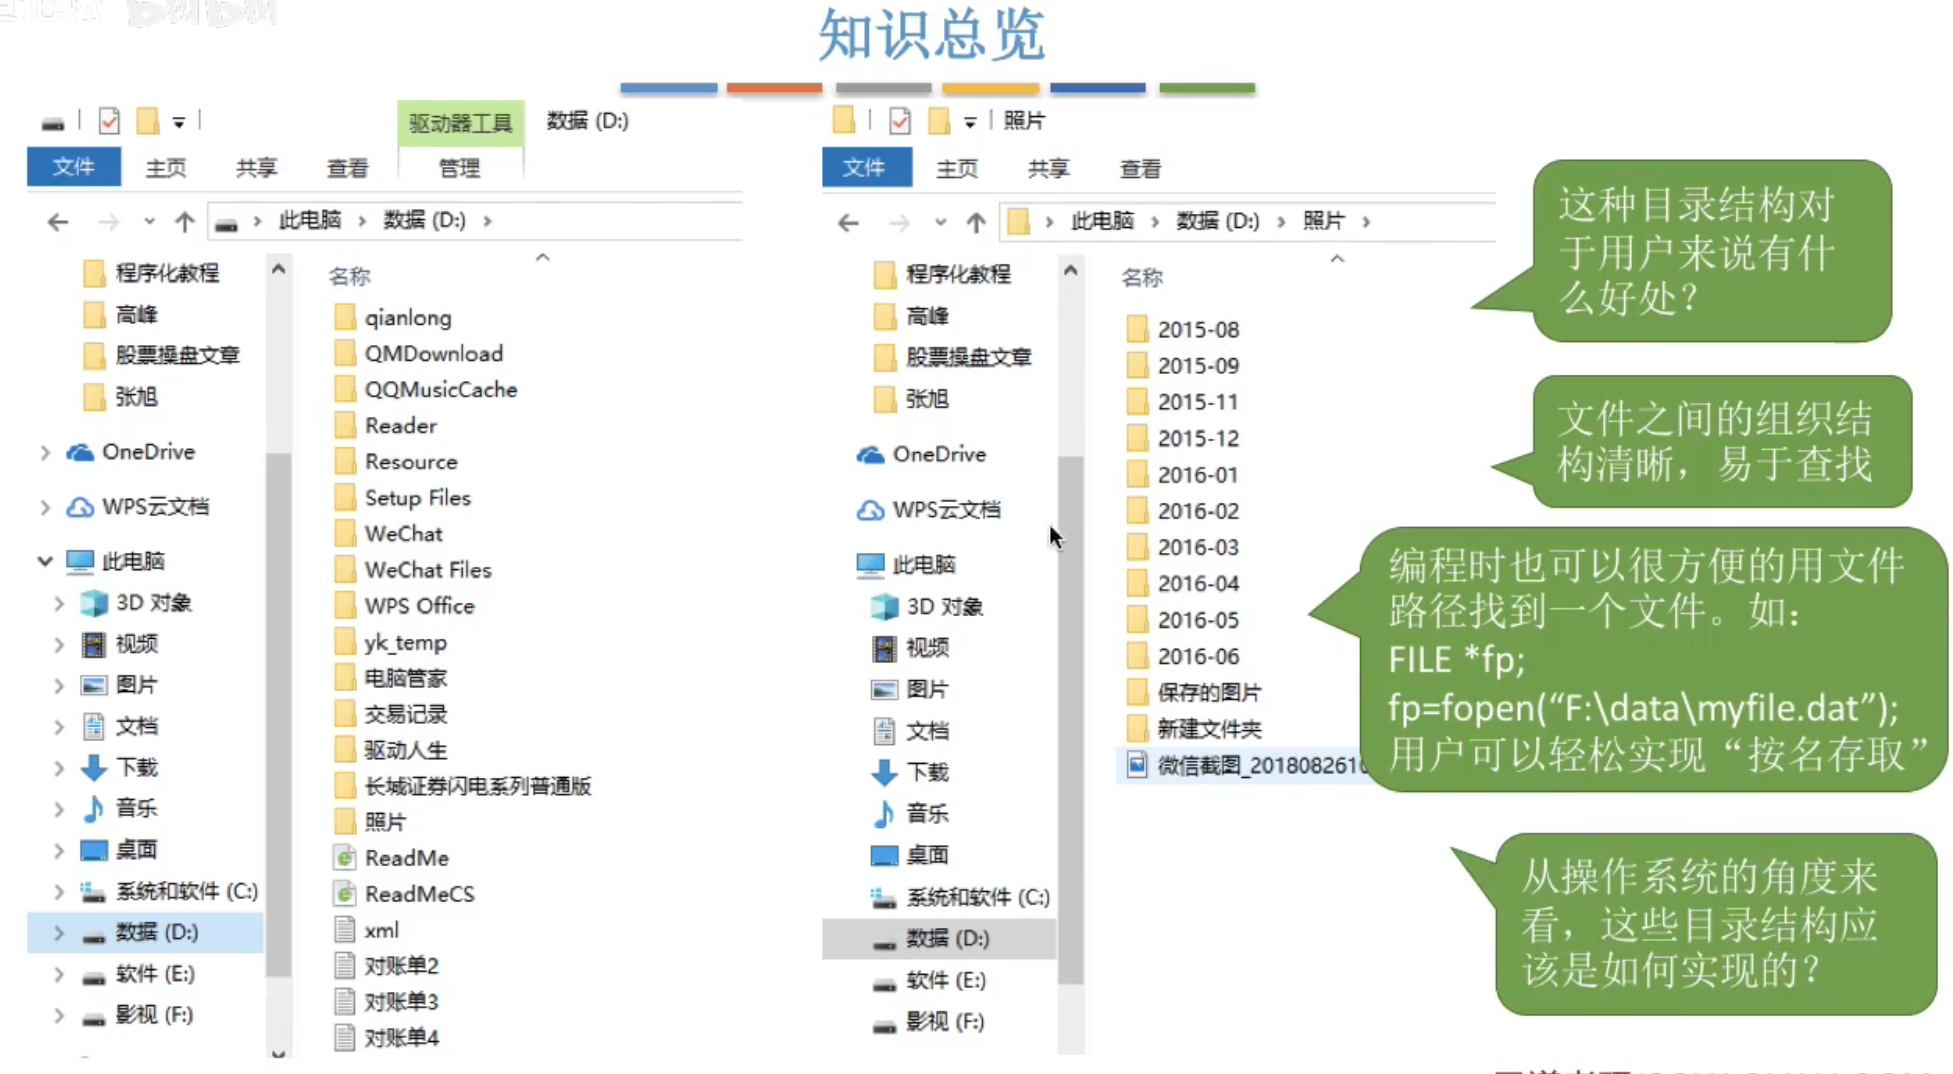 知识总览
驱动器工具 数据 (D:)
文件 主页 共享 查看 管理
此电脑 数据 (D:)
程序化教程
高峰
股票操盘文章
张旭
OneDrive
WPS云文档
此电脑
3D 对象
视频
图片
文档
下载
音乐
桌面
系统和软件 (C:)
数据 (D:)
软件 (E:)
影视 (F:)
名称
qianlong
QMDownload
QQMusicCache
Reader
Resource
Setup Files
WeChat
WeChat Files
WPS Office
yk_temp
电脑管家
交易记录
驱动人生
长城证券闪电系列普通版
照片
ReadMe
ReadMeCS
xml
对账单2
对账单3
对账单4
照片
文件 主页 共享 查看
此电脑 数据 (D:) 照片
程序化教程
高峰
股票操盘文章
张旭
OneDrive
WPS云文档
此电脑
3D 对象
视频
图片
文档
下载
音乐
桌面
系统和软件 (C:)
数据 (D:)
软件 (E:)
影视 (F:)
名称
2015-08
2015-09
2015-11
2015-12
2016-01
2016-02
2016-03
2016-04
2016-05
2016-06
保存的图片
新建文件夹
微信截图_2018082616
这种目录结构对
于用户来说有什
么好处？
文件之间的组织结
构清晰，易于查找
编程时也可以很方便的用文件
路径找到一个文件。如：
FILE *fp;
fp=fopen(“F:\data\myfile.dat”);
用户可以轻松实现“按名存取”
从操作系统的角度来
看，这些目录结构应
该是如何实现的？